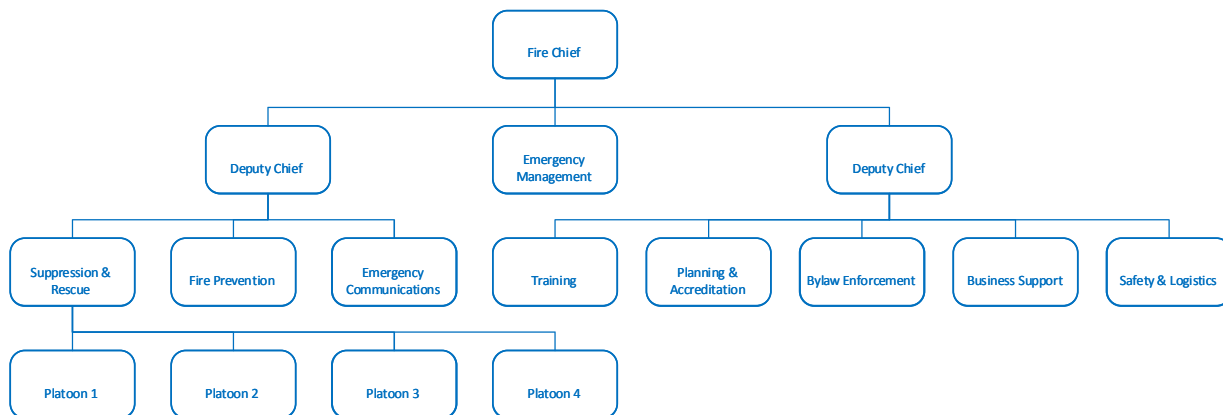 Fire Chief
Deputy Chief
Emergency
Management
Deputy Chief
Suppression &
Rescue
Fire Prevention
Emergency
Communications
Training
Planning &
Accreditation
Bylaw Enforcement
Business Support
Safety & Logistics
Platoon 1
Platoon 2
Platoon 3
Platoon 4